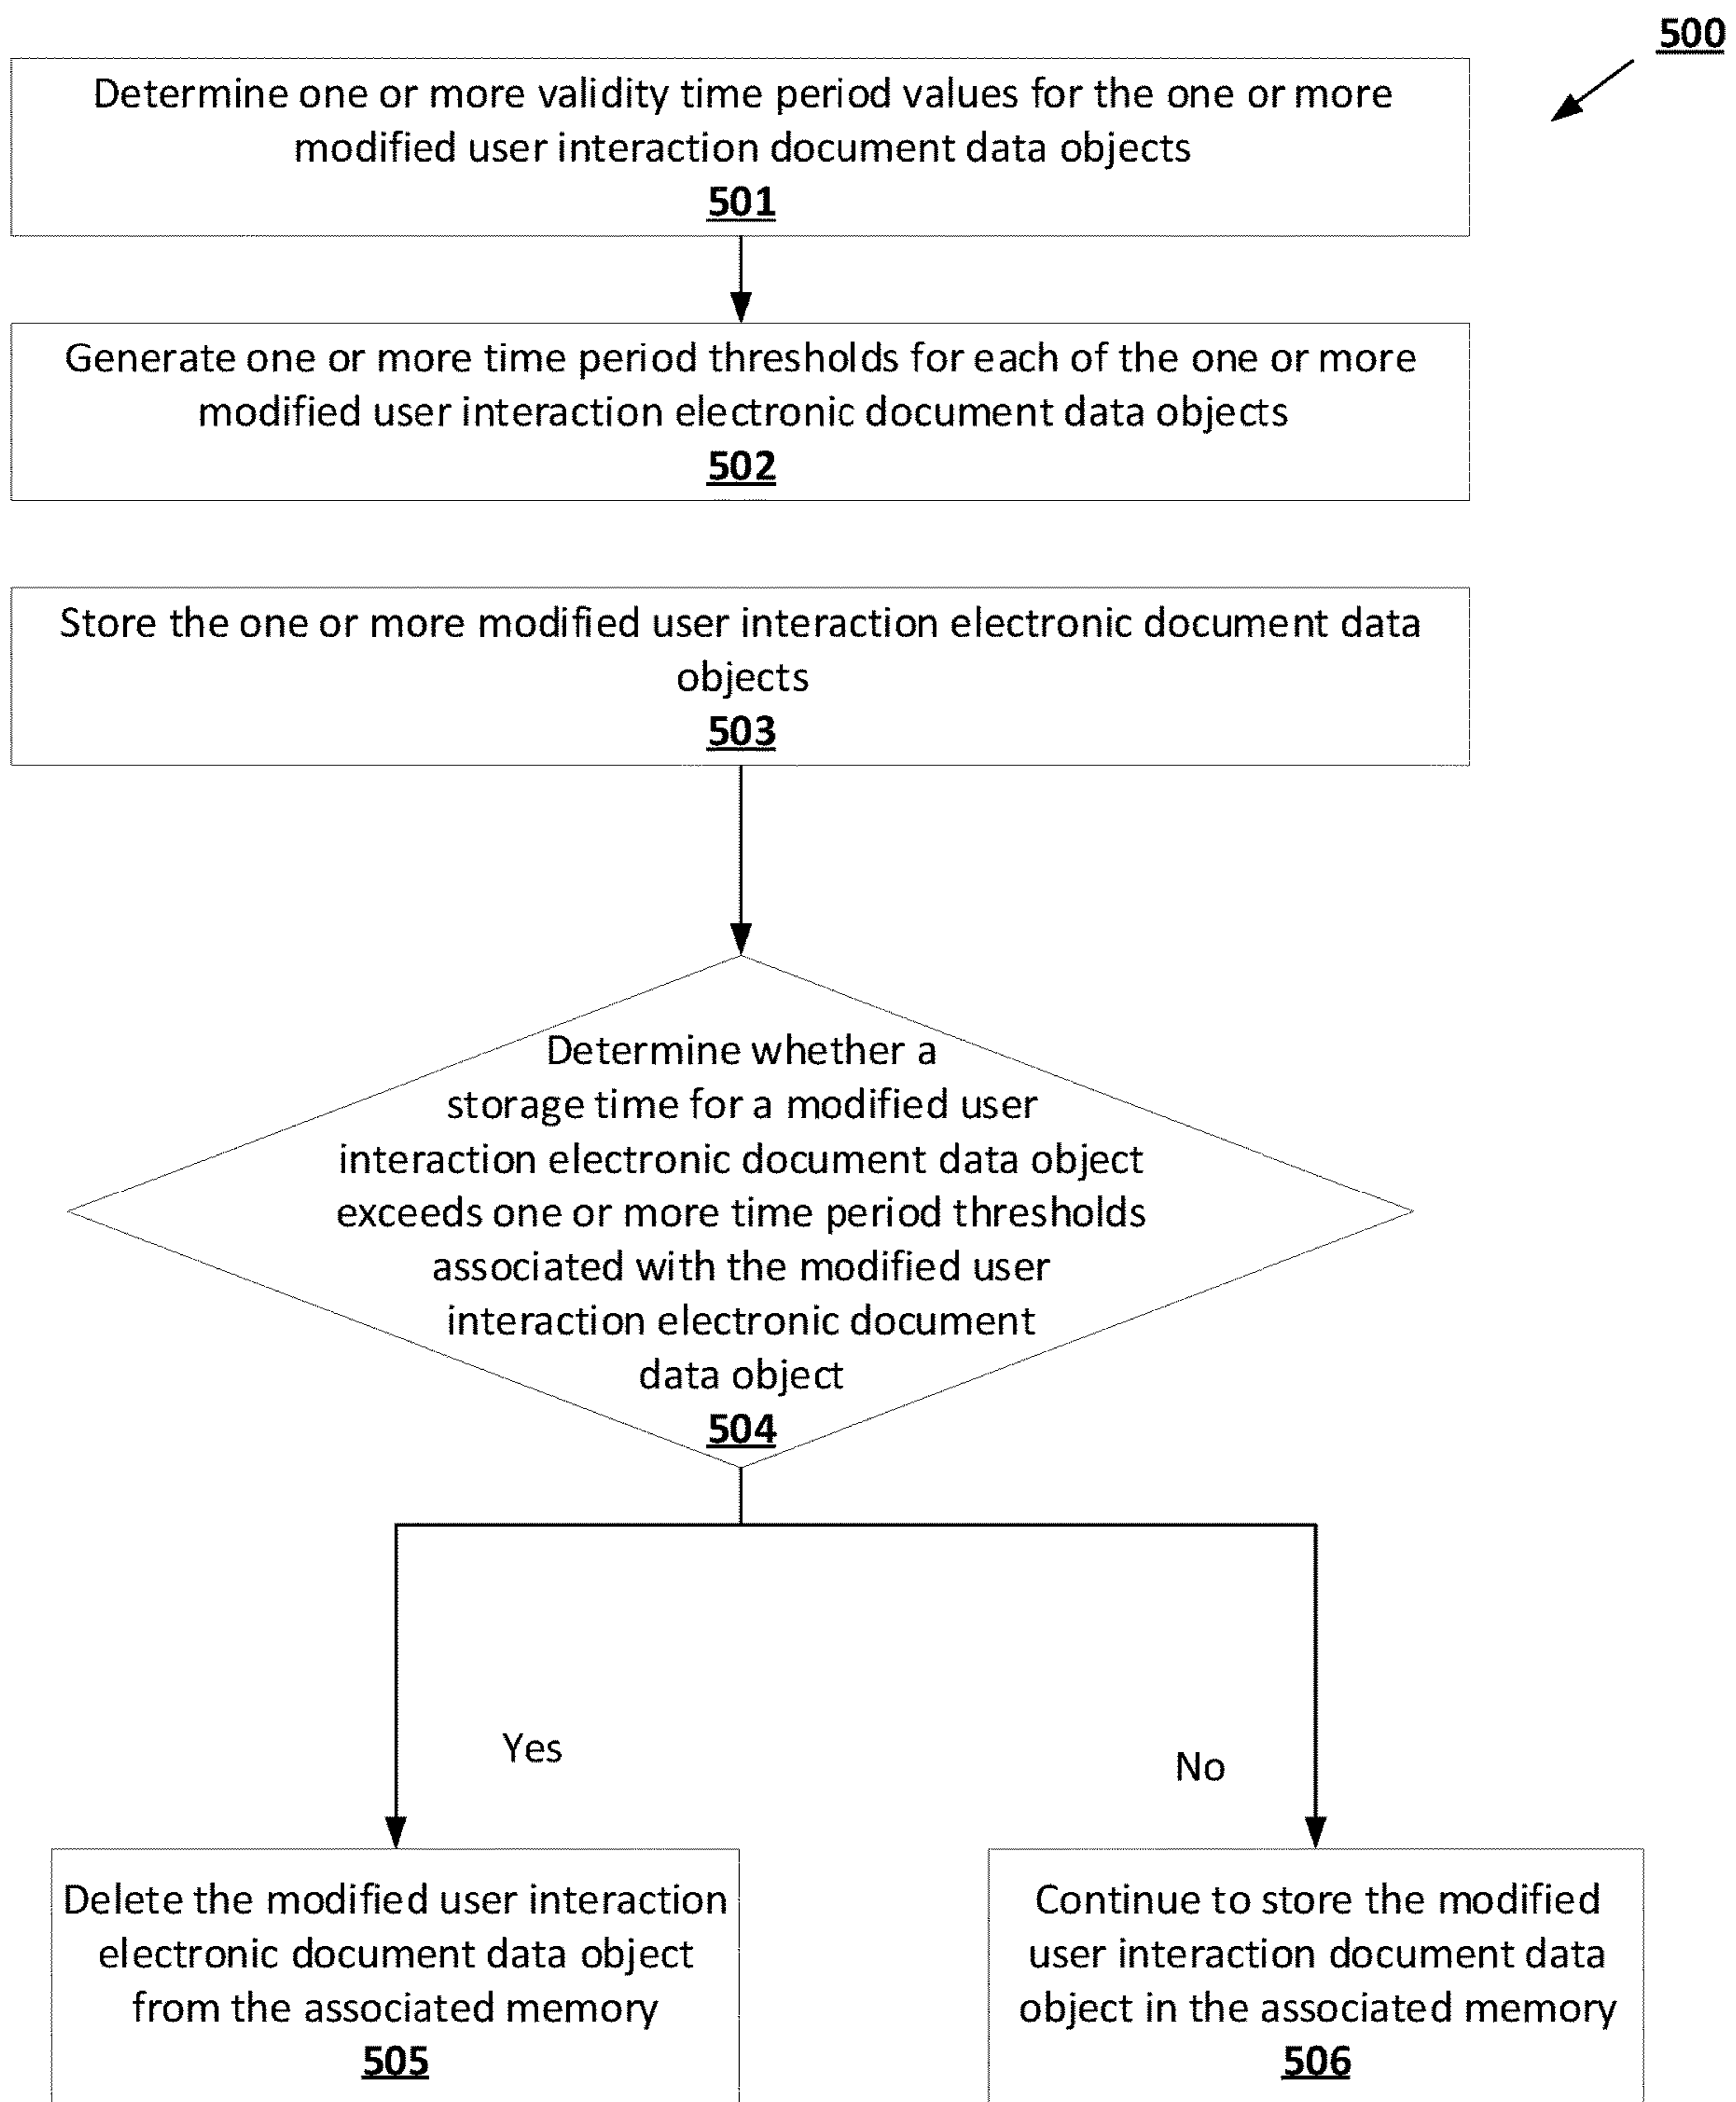 500
Determine one or more validity time period values for the one or more
modified user interaction document data objects
501
Generate one or more time period thresholds for each of the one or more
modified user interaction electronic document data objects
502
Store the one or more modified user interaction electronic document data
objects
503
Determine whether a
storage time for a modified user
interaction electronic document data object
exceeds one or more time period thresholds
associated with the modified user
interaction electronic document
data object
504
Yes
No
Delete the modified user interaction
electronic document data object
from the associated memory
505
Continue to store the modified
user interaction document data
object in the associated memory
506